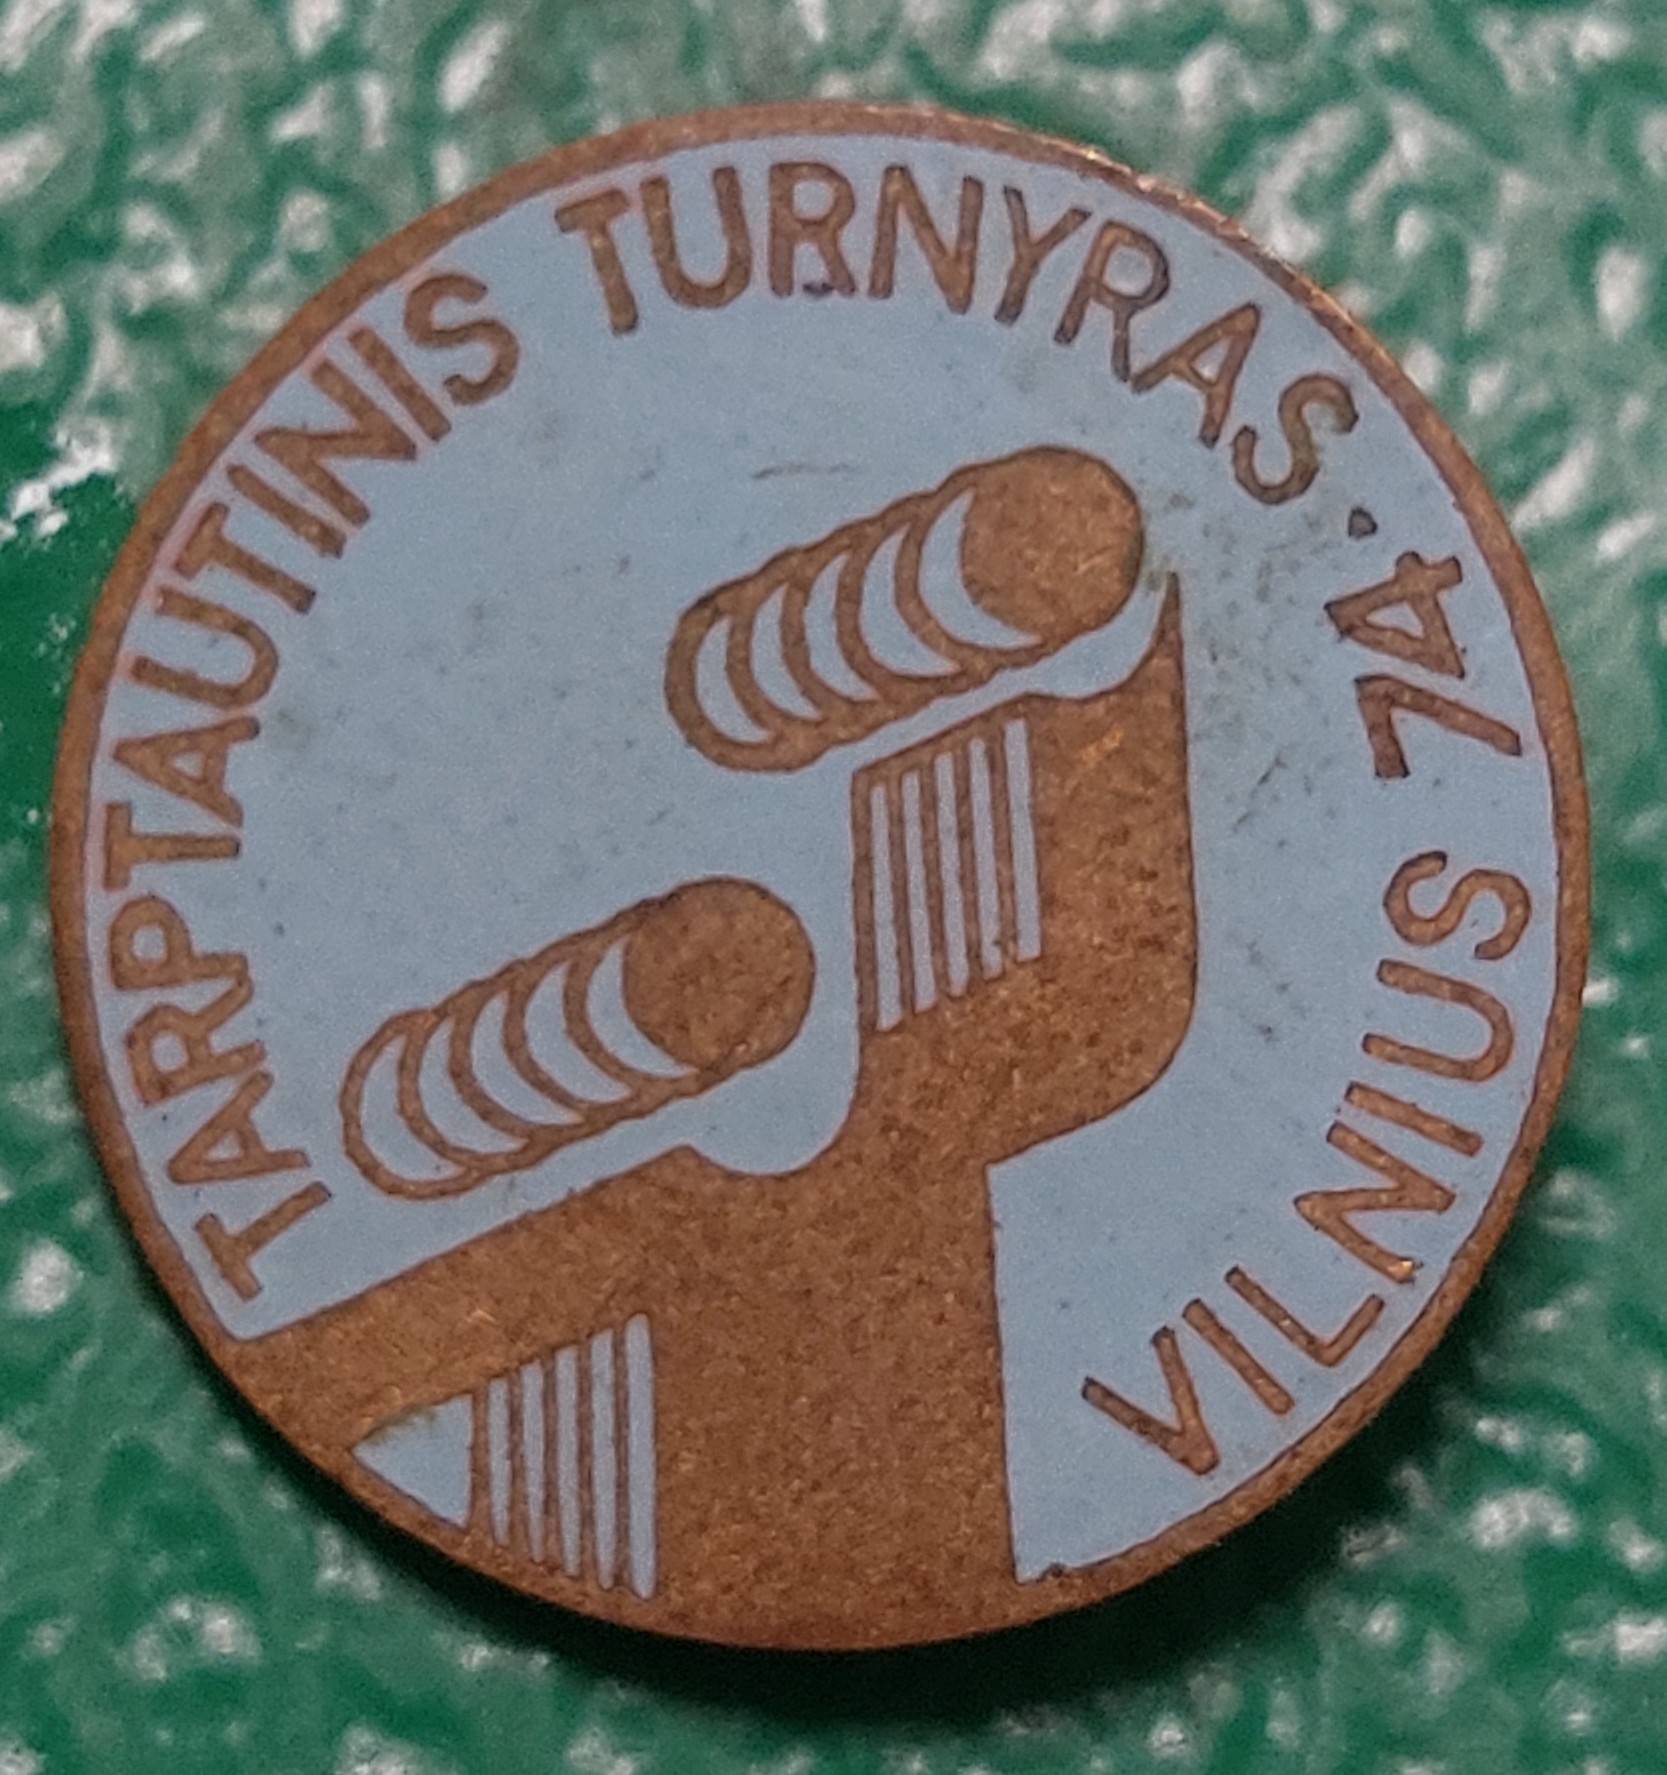 TARPTAUTINIS TURNYRAS · 74
VILNIUS